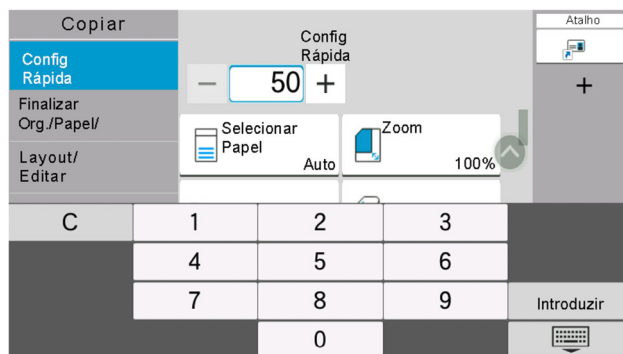 Copiar
Config
Rápida
Finalizar
Org./Papel/
Layout/
Editar
Config
Rápida
− 50 +
Selecionar
Papel
Auto
Zoom
100%
Atalho
+
C 1 2 3
4 5 6
7 8 9 Introduzir
0